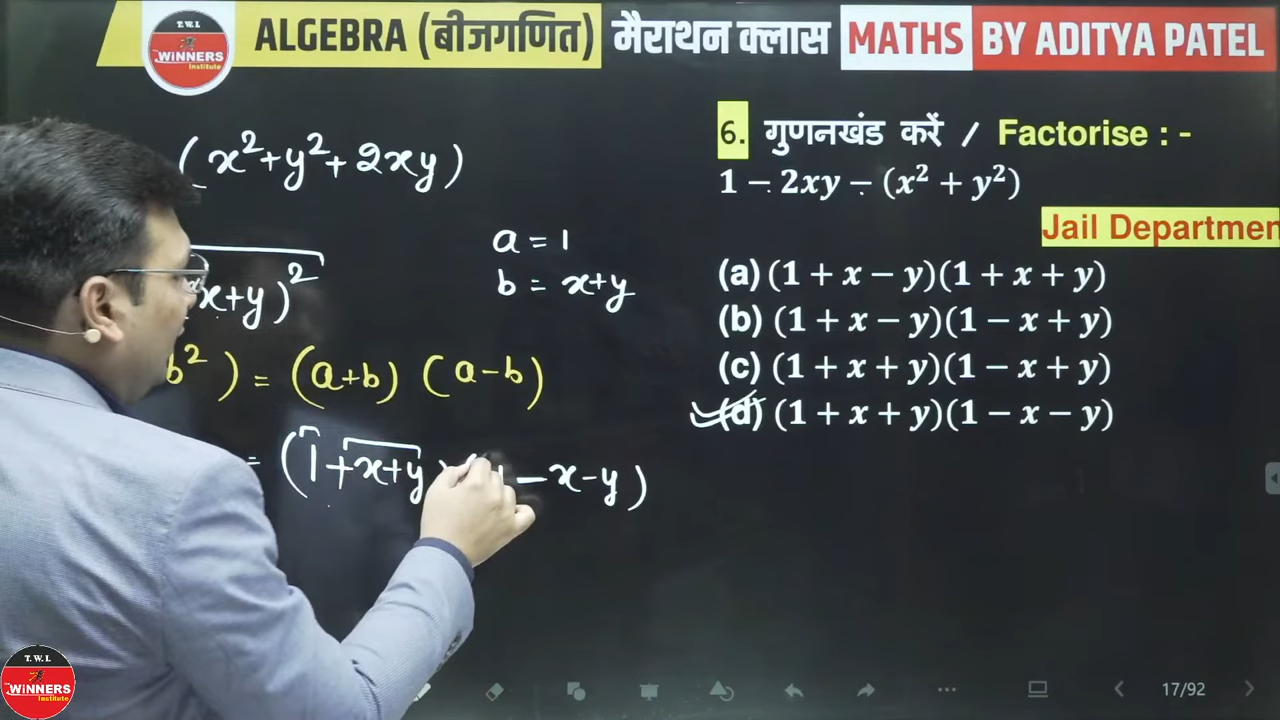 T.W.I.
WINNERS
Institute
ALGEBRA (बीजगणित) मैराथन क्लास MATHS BY ADITYA PATEL
(x²+y²+2xy)
a = 1
b = x+y
x+y)²
b²) = (a+b) (a-b)
= (1+x+y) 1-x-y)
6. गुणनखंड करें / Factorise : -
1 − 2xy − (x² + y²)
Jail Departmen
(a) (1 + x − y)(1 + x + y)
(b) (1 + x − y)(1 − x + y)
(c) (1 + x + y)(1 − x + y)
(d) (1 + x + y)(1 − x − y)
T.W.I.
WINNERS
Institute
17/92